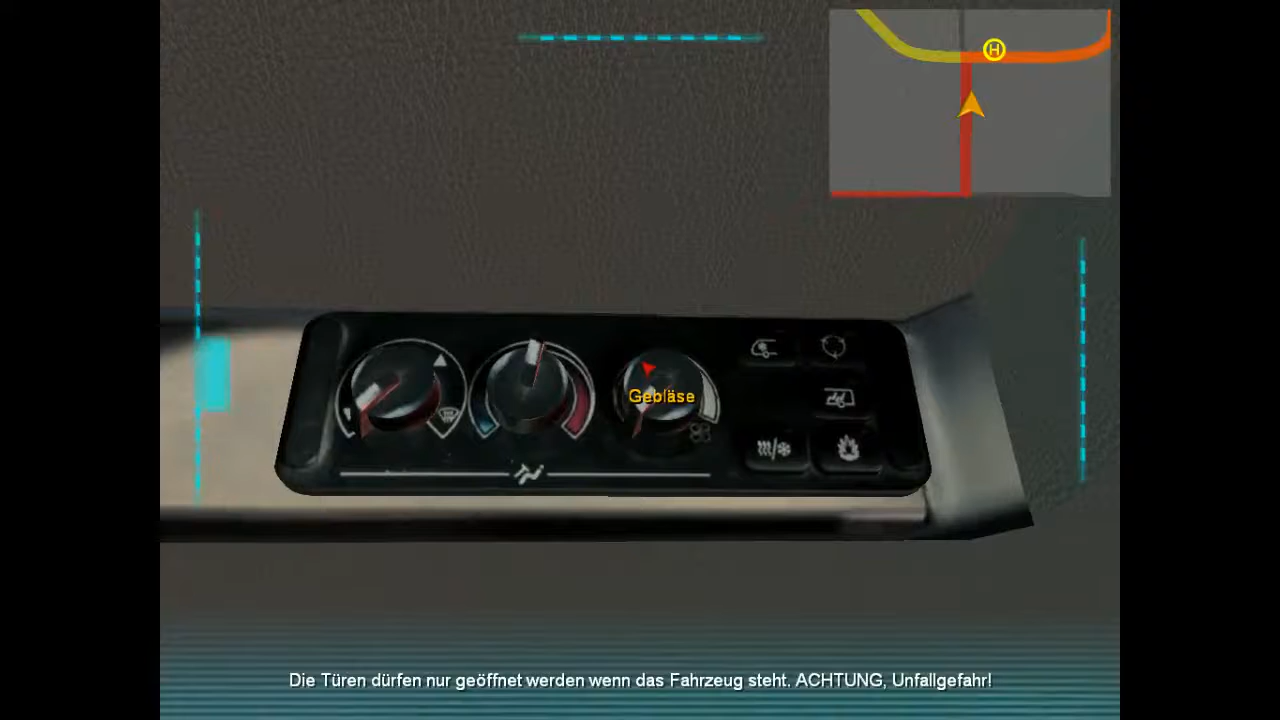 H
Gebläse
Die Türen dürfen nur geöffnet werden wenn das Fahrzeug steht. ACHTUNG, Unfallgefahr!